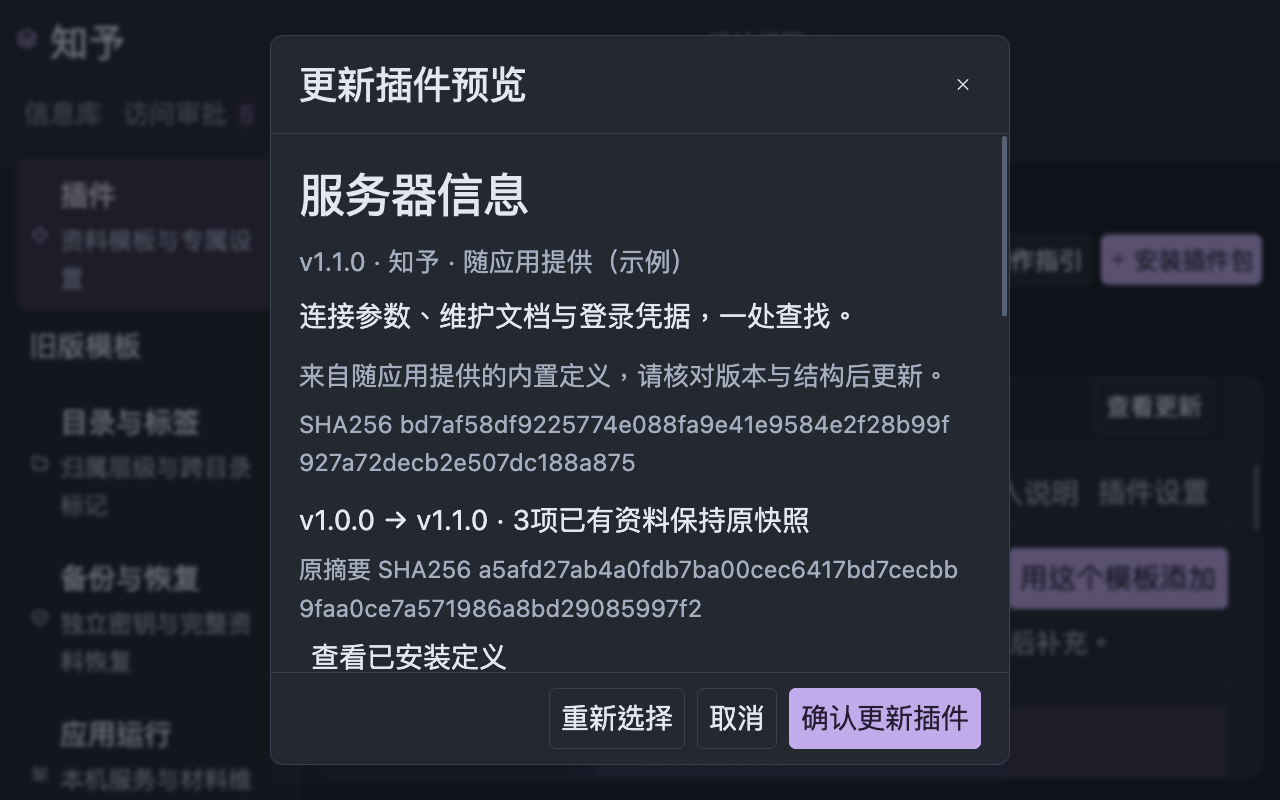 知予
信息库 访问审批 5
插件
资料模板与专属设
置
旧版模板
目录与标签
归属层级与跨目录
标记
备份与恢复
独立密钥与完整资
料恢复
应用运行
本机服务与材料维
更新插件预览
×
服务器信息
v1.1.0 · 知予 · 随应用提供（示例）
连接参数、维护文档与登录凭据，一处查找。
来自随应用提供的内置定义，请核对版本与结构后更新。
SHA256 bd7af58df9225774e088fa9e41e9584e2f28b99f
927a72decb2e507dc188a875
v1.0.0 → v1.1.0 · 3项已有资料保持原快照
原摘要 SHA256 a5afd27ab4a0fdb7ba00cec6417bd7cecbb
9faa0ce7a571986a8bd29085997f2
查看已安装定义
重新选择 取消 确认更新插件
作指引 + 安装插件包
查看更新
入说明 插件设置
用这个模板添加
后补充。